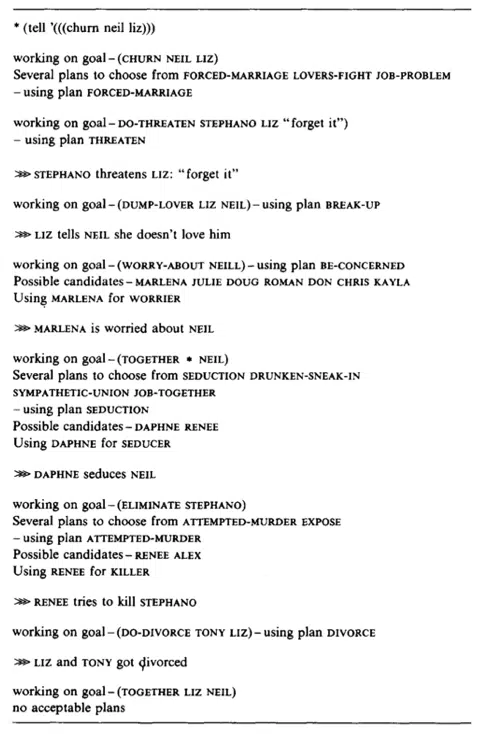 * (tell '(((churn neil liz)))
working on goal – (CHURN NEIL LIZ)
Several plans to choose from FORCED-MARRIAGE LOVERS-FIGHT JOB-PROBLEM
– using plan FORCED-MARRIAGE
working on goal – DO-THREATEN STEPHANO LIZ "forget it")
– using plan THREATEN
⋙ STEPHANO threatens LIZ: "forget it"
working on goal – (DUMP-LOVER LIZ NEIL) – using plan BREAK-UP
⋙ LIZ tells NEIL she doesn't love him
working on goal – (WORRY-ABOUT NEILL) – using plan BE-CONCERNED
Possible candidates – MARLENA JULIE DOUG ROMAN DON CHRIS KAYLA
Using MARLENA for WORRIER
⋙ MARLENA is worried about NEIL
working on goal – (TOGETHER * NEIL)
Several plans to choose from SEDUCTION DRUNKEN-SNEAK-IN
SYMPATHETIC-UNION JOB-TOGETHER
– using plan SEDUCTION
Possible candidates – DAPHNE RENEE
Using DAPHNE for SEDUCER
⋙ DAPHNE seduces NEIL
working on goal – (ELIMINATE STEPHANO)
Several plans to choose from ATTEMPTED-MURDER EXPOSE
– using plan ATTEMPTED-MURDER
Possible candidates – RENEE ALEX
Using RENEE for KILLER
⋙ RENEE tries to kill STEPHANO
working on goal – (DO-DIVORCE TONY LIZ) – using plan DIVORCE
⋙ LIZ and TONY got divorced
working on goal – (TOGETHER LIZ NEIL)
no acceptable plans